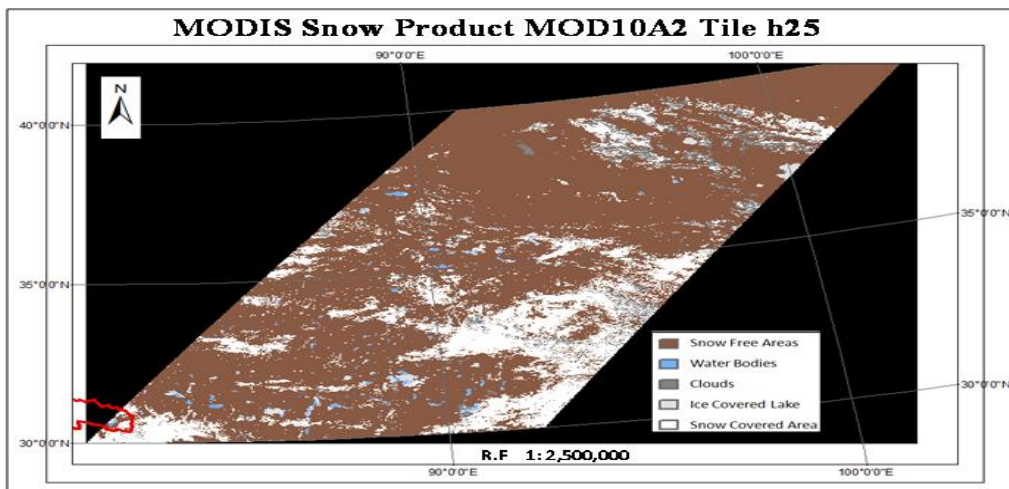 MODIS Snow Product MOD10A2 Tile h25
90°0'0"E
100°0'0"E
N
40°0'0"N
35°0'0"N
35°0'0"N
Snow Free Areas
Water Bodies
Clouds
30°0'0"N
Ice Covered Lake
Snow Covered Area
30°0'0"N
R.F 1:2,500,000
90°0'0"E
100°0'0"E